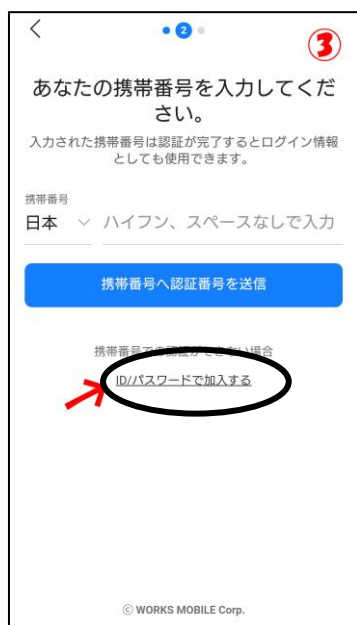 2
③
あなたの携帯番号を入力してくだ
さい。
入力された携帯番号は認証が完了するとログイン情報
としても使用できます。
携帯番号
日本 ハイフン、スペースなしで入力
携帯番号へ認証番号を送信
携帯番号での認証ができない場合
ID/パスワードで加入する
© WORKS MOBILE Corp.